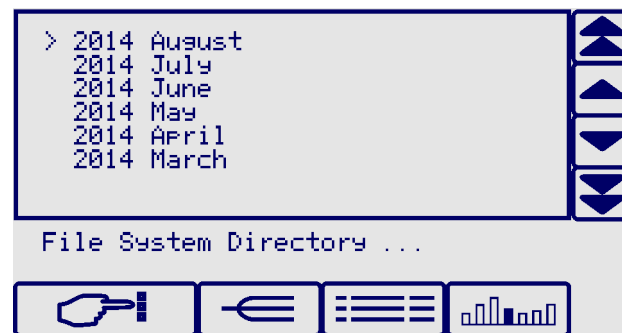 > 2014 August
2014 July
2014 June
2014 May
2014 April
2014 March
File System Directory ...